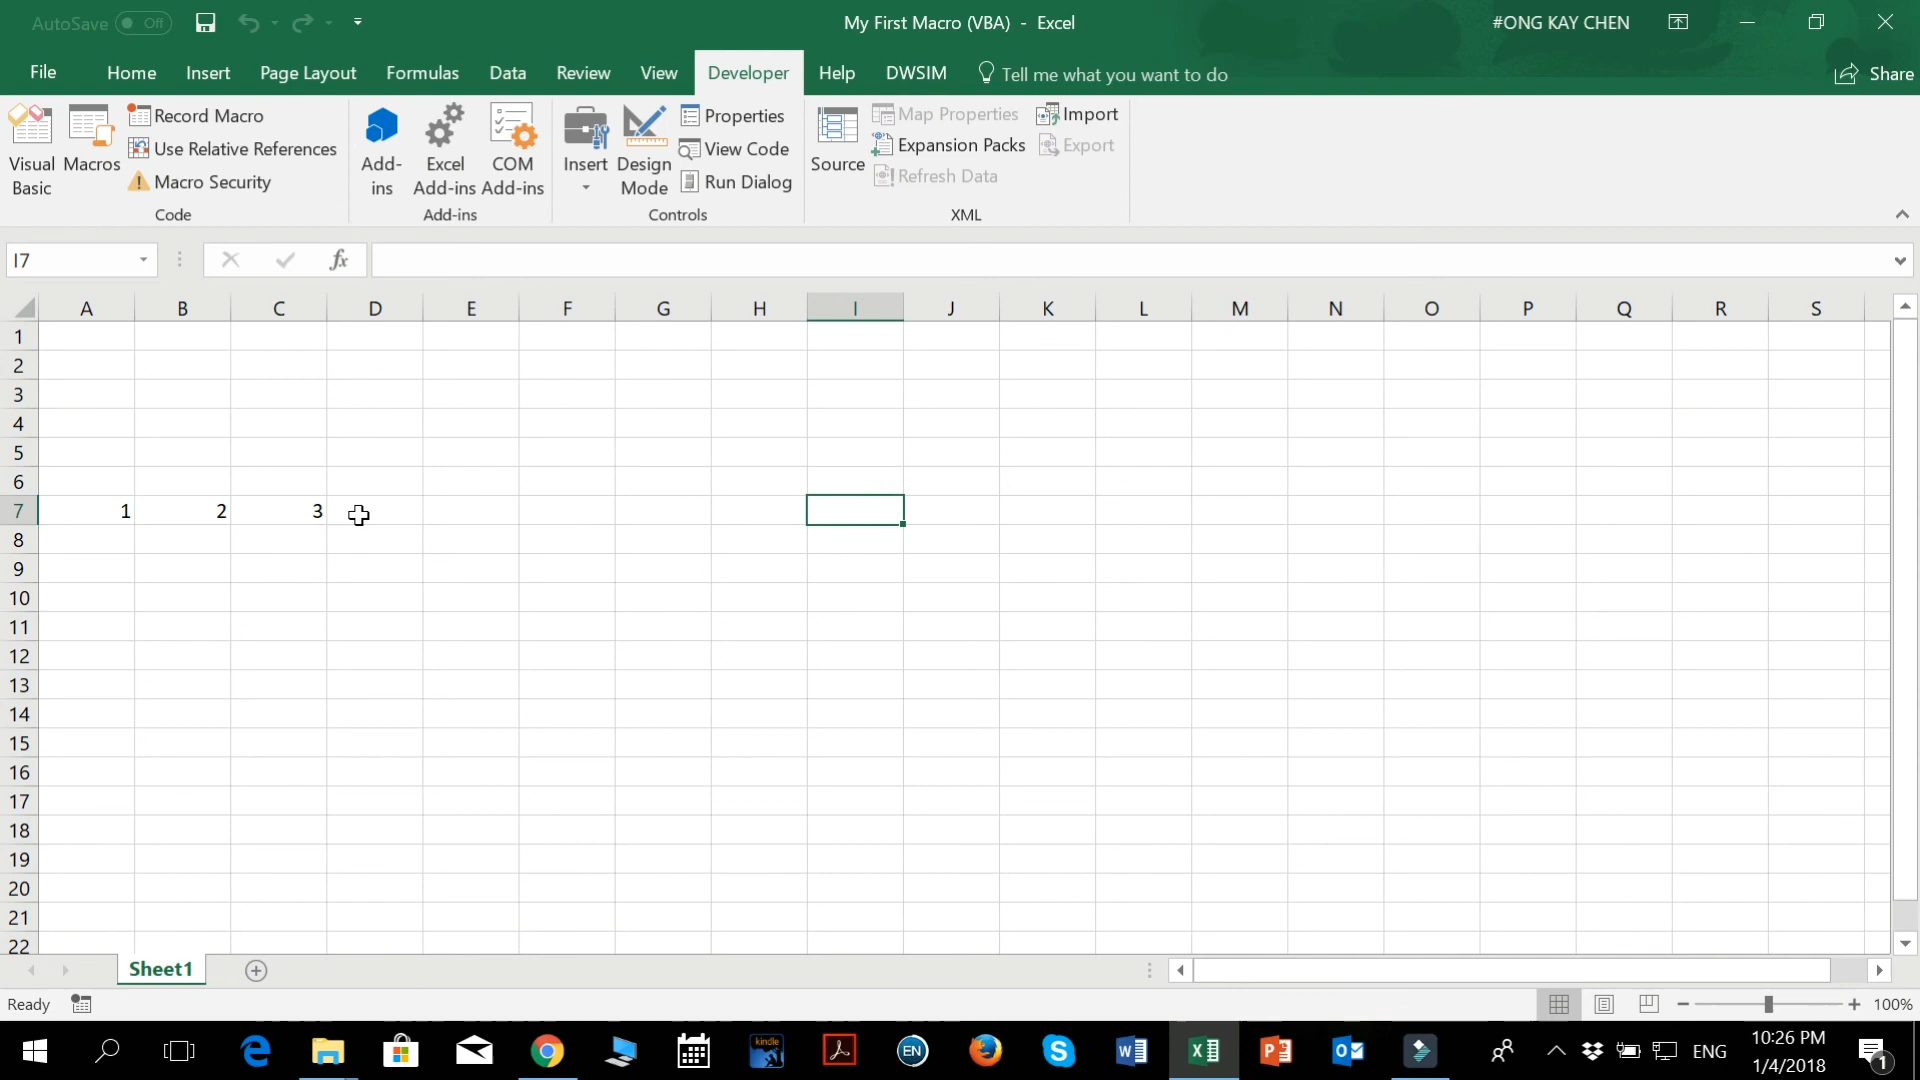 AutoSave Off
My First Macro (VBA) - Excel
#ONG KAY CHEN
File Home Insert Page Layout Formulas Data Review View Developer Help DWSIM Tell me what you want to do Share
Visual Basic
Macros
Record Macro
Use Relative References
Macro Security
Code
Add-ins
Excel Add-ins
COM Add-ins
Add-ins
Insert
Design Mode
Properties
View Code
Run Dialog
Controls
Source
Map Properties
Expansion Packs
Refresh Data
Import
Export
XML
I7
fx
A B C D E F G H I J K L M N O P Q R S
1
2
3
4
5
6
7 1 2 3
8
9
10
11
12
13
14
15
16
17
18
19
20
21
22
Sheet1
Ready
100%
kindle
EN
ENG
10:26 PM
1/4/2018
1